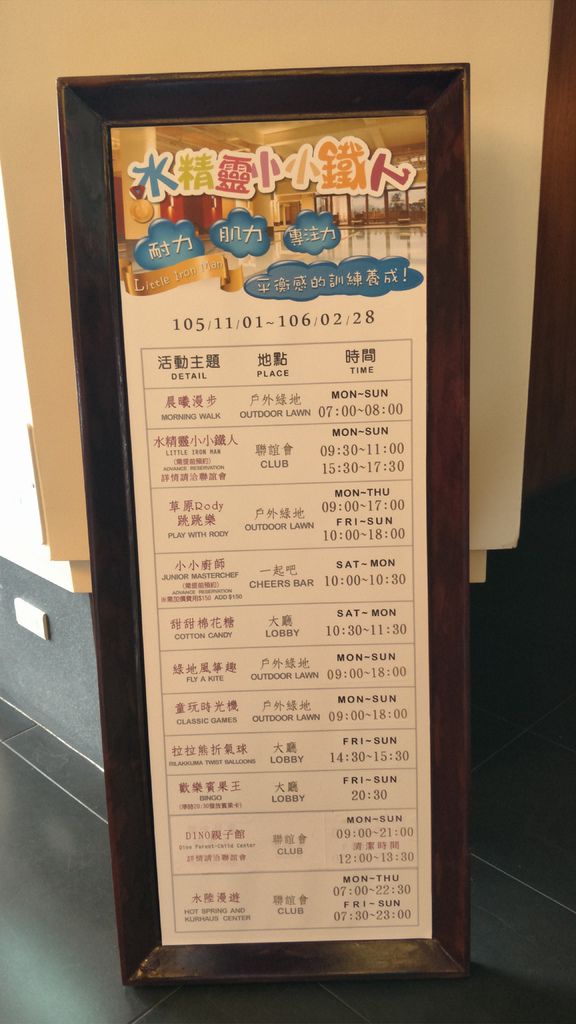 水精靈小小鐵人
耐力 肌力 專注力
Little Iron Man
平衡感的訓練養成!
105/11/01~106/02/28
活動主題 地點 時間
DETAIL PLACE TIME
晨曦漫步 戶外綠地 MON~SUN
MORNING WALK OUTDOOR LAWN 07:00~08:00
水精靈小小鐵人 聯誼會 MON~SUN
LITTLE IRON MAN CLUB 09:30~11:00
(需提前預約) 15:30~17:30
ADVANCE RESERVATION
詳情請洽聯誼會
草原Rody 戶外綠地 MON~THU
跳跳樂 OUTDOOR LAWN 09:00~17:00
PLAY WITH RODY FRI~SUN
10:00~18:00
小小廚師 一起吧 SAT~MON
JUNIOR MASTERCHEF CHEERS BAR 10:00~10:30
(需提前預約)
ADVANCE RESERVATION
※需加價費用$150 ADD $150
甜甜棉花糖 大廳 SAT~MON
COTTON CANDY LOBBY 10:30~11:30
綠地風箏趣 戶外綠地 MON~SUN
FLY A KITE OUTDOOR LAWN 09:00~18:00
童玩時光機 戶外綠地 MON~SUN
CLASSIC GAMES OUTDOOR LAWN 09:00~18:00
拉拉熊折氣球 大廳 FRI~SUN
RILAKKUMA TWIST BALLOONS LOBBY 14:30~15:30
歡樂賓果王 大廳 FRI~SUN
BINGO LOBBY 20:30
(準時20:30發放賓果卡)
DINO親子館 聯誼會 MON~SUN
Dino Parent-Child Center CLUB 09:00~21:00
詳情請洽聯誼會 清潔時間
12:00~13:30
水陸漫遊 聯誼會 MON~THU
HOT SPRING AND CLUB 07:00~22:30
KURHAUS CENTER FRI~SUN
07:30~23:00